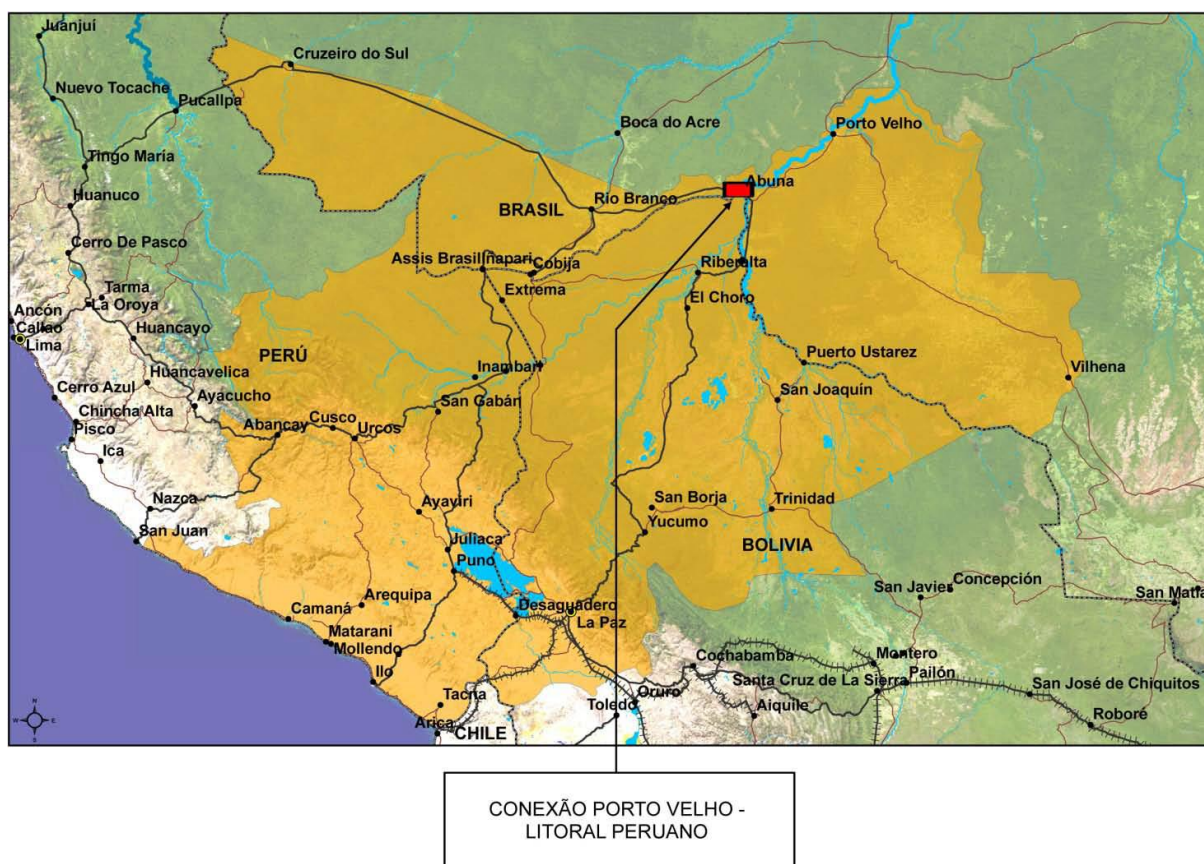 Juanjuí
Cruzeiro do Sul
Nuevo Tocache
Pucallpa
Boca do Acre
Porto Velho
Tingo María
Abuna
Huanuco
BRASIL
Rio Branco
Cerro De Pasco
Assis Brasil
Iñapari
Cobija
Riberalta
Tarma
Extrema
La Oroya
El Choro
Ancón
Callao
Lima
Huancayo
PERÚ
Puerto Ustarez
Huancavelica
Inambari
Vilhena
Cerro Azul
Ayacucho
San Gabán
San Joaquín
Chincha Alta
Pisco
Abancay
Cusco
Urcos
Ica
Nazca
Ayaviri
San Borja
Trinidad
San Juan
Yucumo
Juliaca
BOLIVIA
Puno
San Javier
Concepción
Camaná
Arequipa
Desaguadero
San Matía
La Paz
Matarani
Mollendo
Cochabamba
Montero
Ilo
Santa Cruz de La Sierra
Pailón
Tacna
Oruro
San José de Chiquitos
Toledo
Aiquile
Arica
CHILE
Roboré
N
W
E
S
CONEXÃO PORTO VELHO -
LITORAL PERUANO